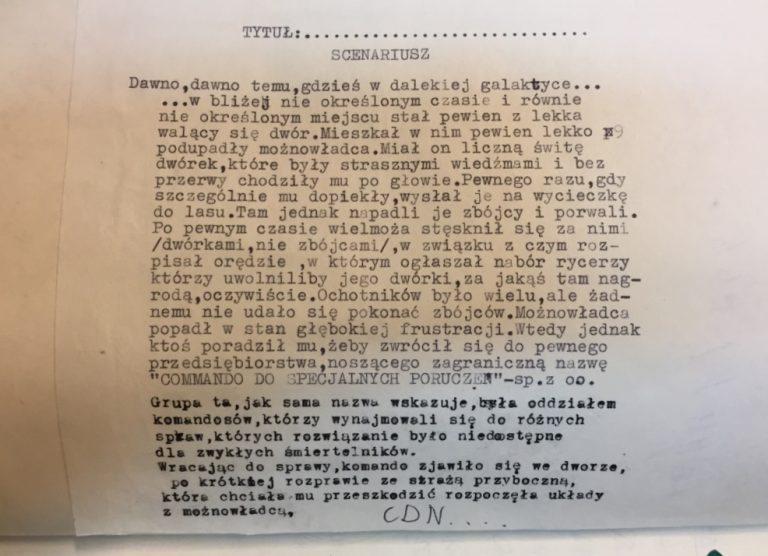 TYTUŁ:..............................
SCENARIUSZ
Dawno,dawno temu,gdzieś w dalekiej galaktyce...
...w bliżej nie określonym czasie i równie
nie określonym miejscu stał pewien z lekka
walący się dwór.Mieszkał w nim pewien lekko
podupadły możnowładca.Miał on liczną świtę
dwórek,które były strasznymi wiedźmami i bez
przerwy chodziły mu po głowie.Pewnego razu,gdy
szczególnie mu dopiekły,wysłał je na wycieczkę
do lasu.Tam jednak napadli je zbójcy i porwali.
Po pewnym czasie wielmoża stęsknił się za nimi
/dwórkami,nie zbójcami/,w związku z czym roz-
pisał orędzie ,w którym ogłaszał nabór rycerzy
którzy uwolniliby jego dwórki,za jakąś tam nag-
rodą,oczywiście.Ochotników było wielu,ale żad-
nemu nie udało się pokonać zbójców.Możnowładca
popadł w stan głębokiej frustracji.Wtedy jednak
ktoś poradził mu,żeby zwrócił się do pewnego
przedsiębiorstwa,noszącego zagraniczną nazwę
"COMMANDO DO SPECJALNYCH PORUCZEŃ"-sp.z oo.
Grupa ta,jak sama nazwa wskazuje,była oddziałem
komandosów,którzy wynajmowali się do różnych
spraw,których rozwiązanie było niedostępne
dla zwykłych śmiertelników.
Wracając do sprawy,komando zjawiło się we dworze,
po krótkiej rozprawie ze strażą przyboczną,
która chciała mu przeszkodzić rozpoczęła układy
z możnowładcą. CDN....